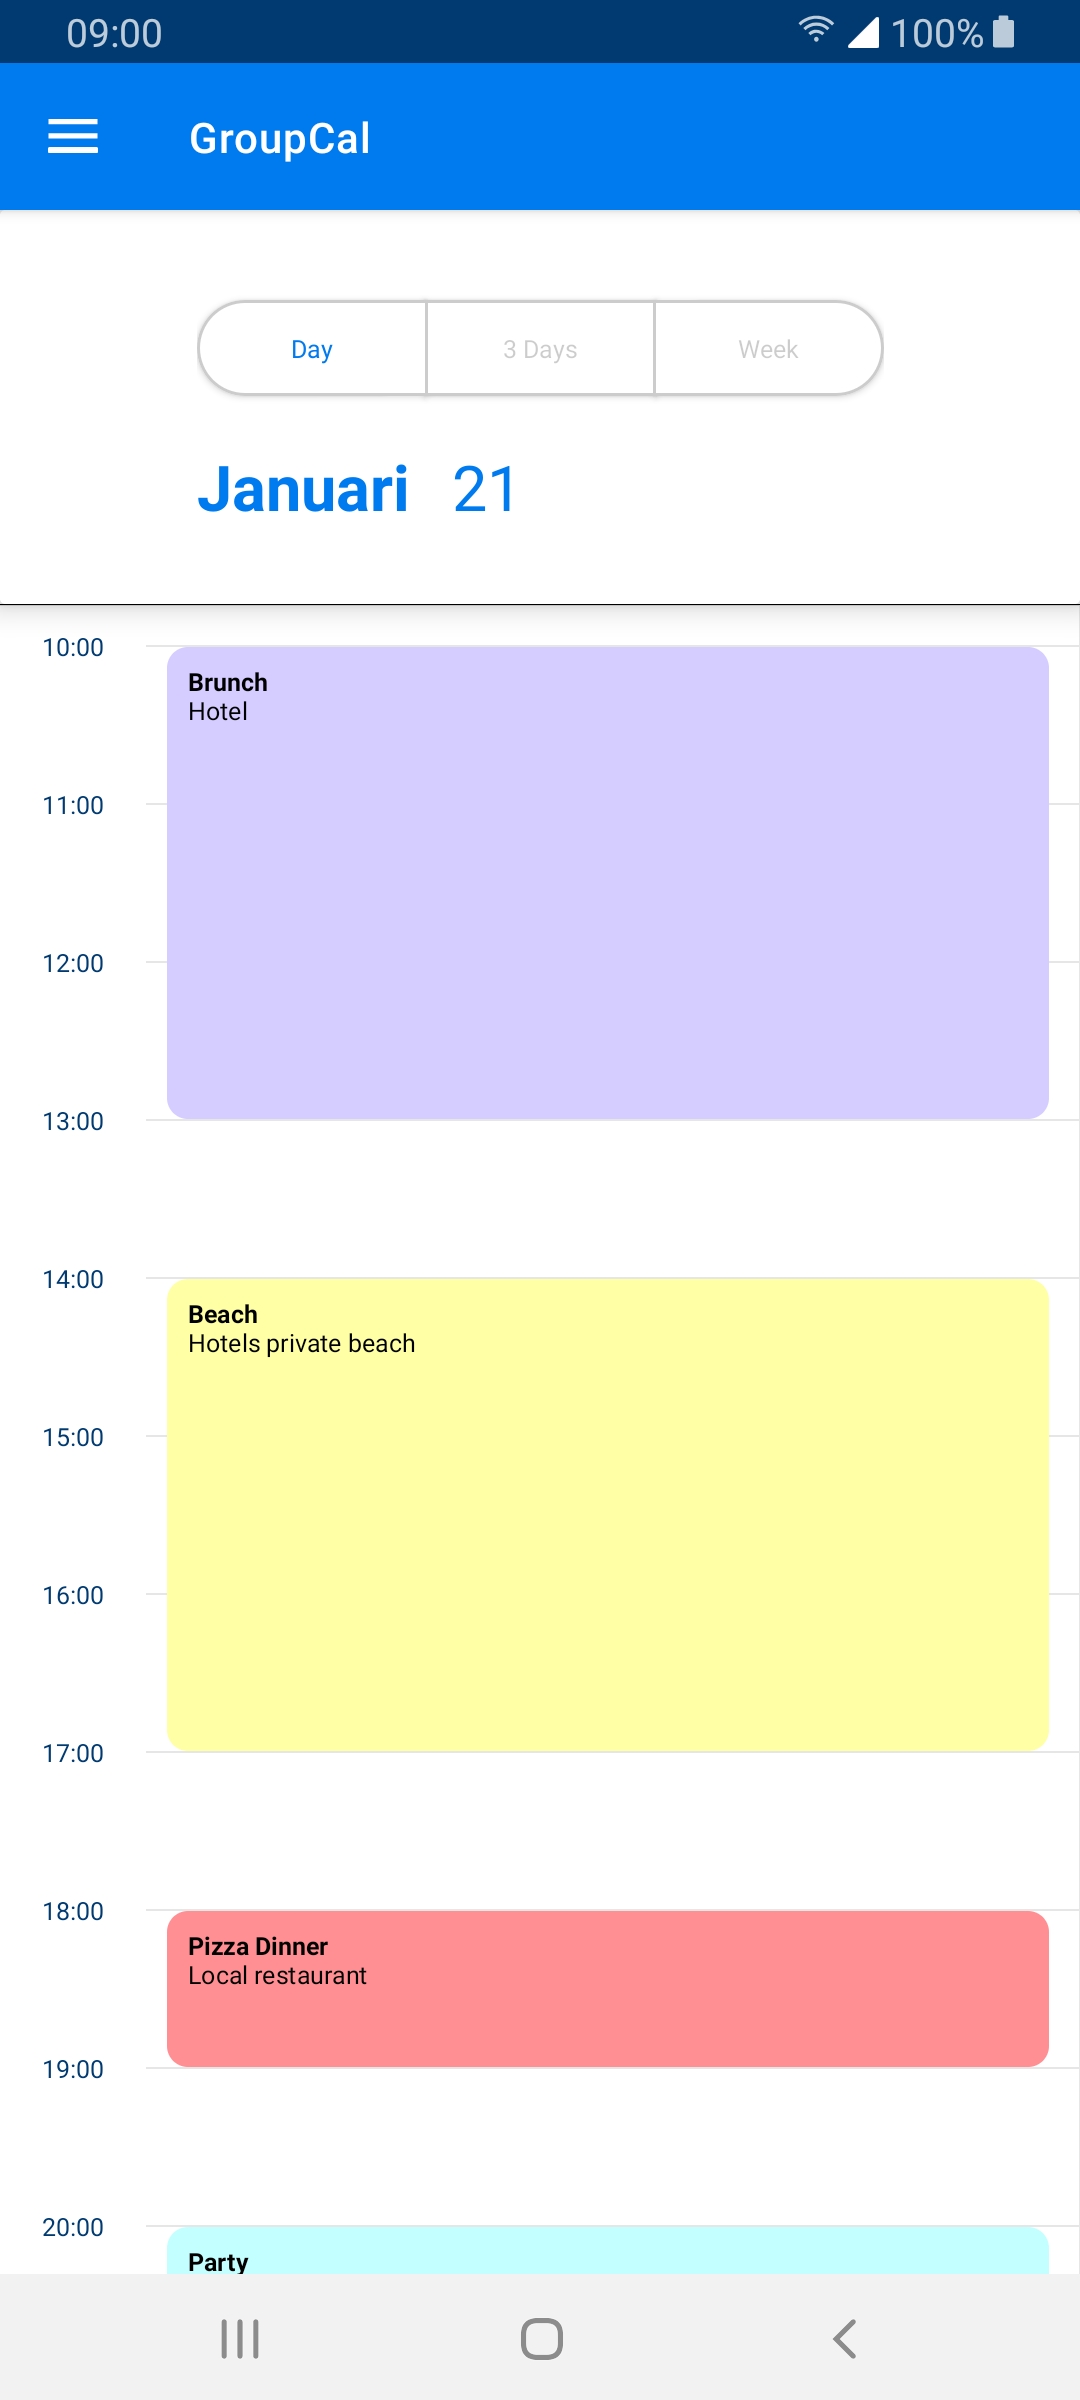 09:00 100%
GroupCal
Day 3 Days Week
Januari 21
10:00
Brunch
Hotel
11:00
12:00
13:00
14:00
Beach
Hotels private beach
15:00
16:00
17:00
18:00
Pizza Dinner
Local restaurant
19:00
20:00
Party